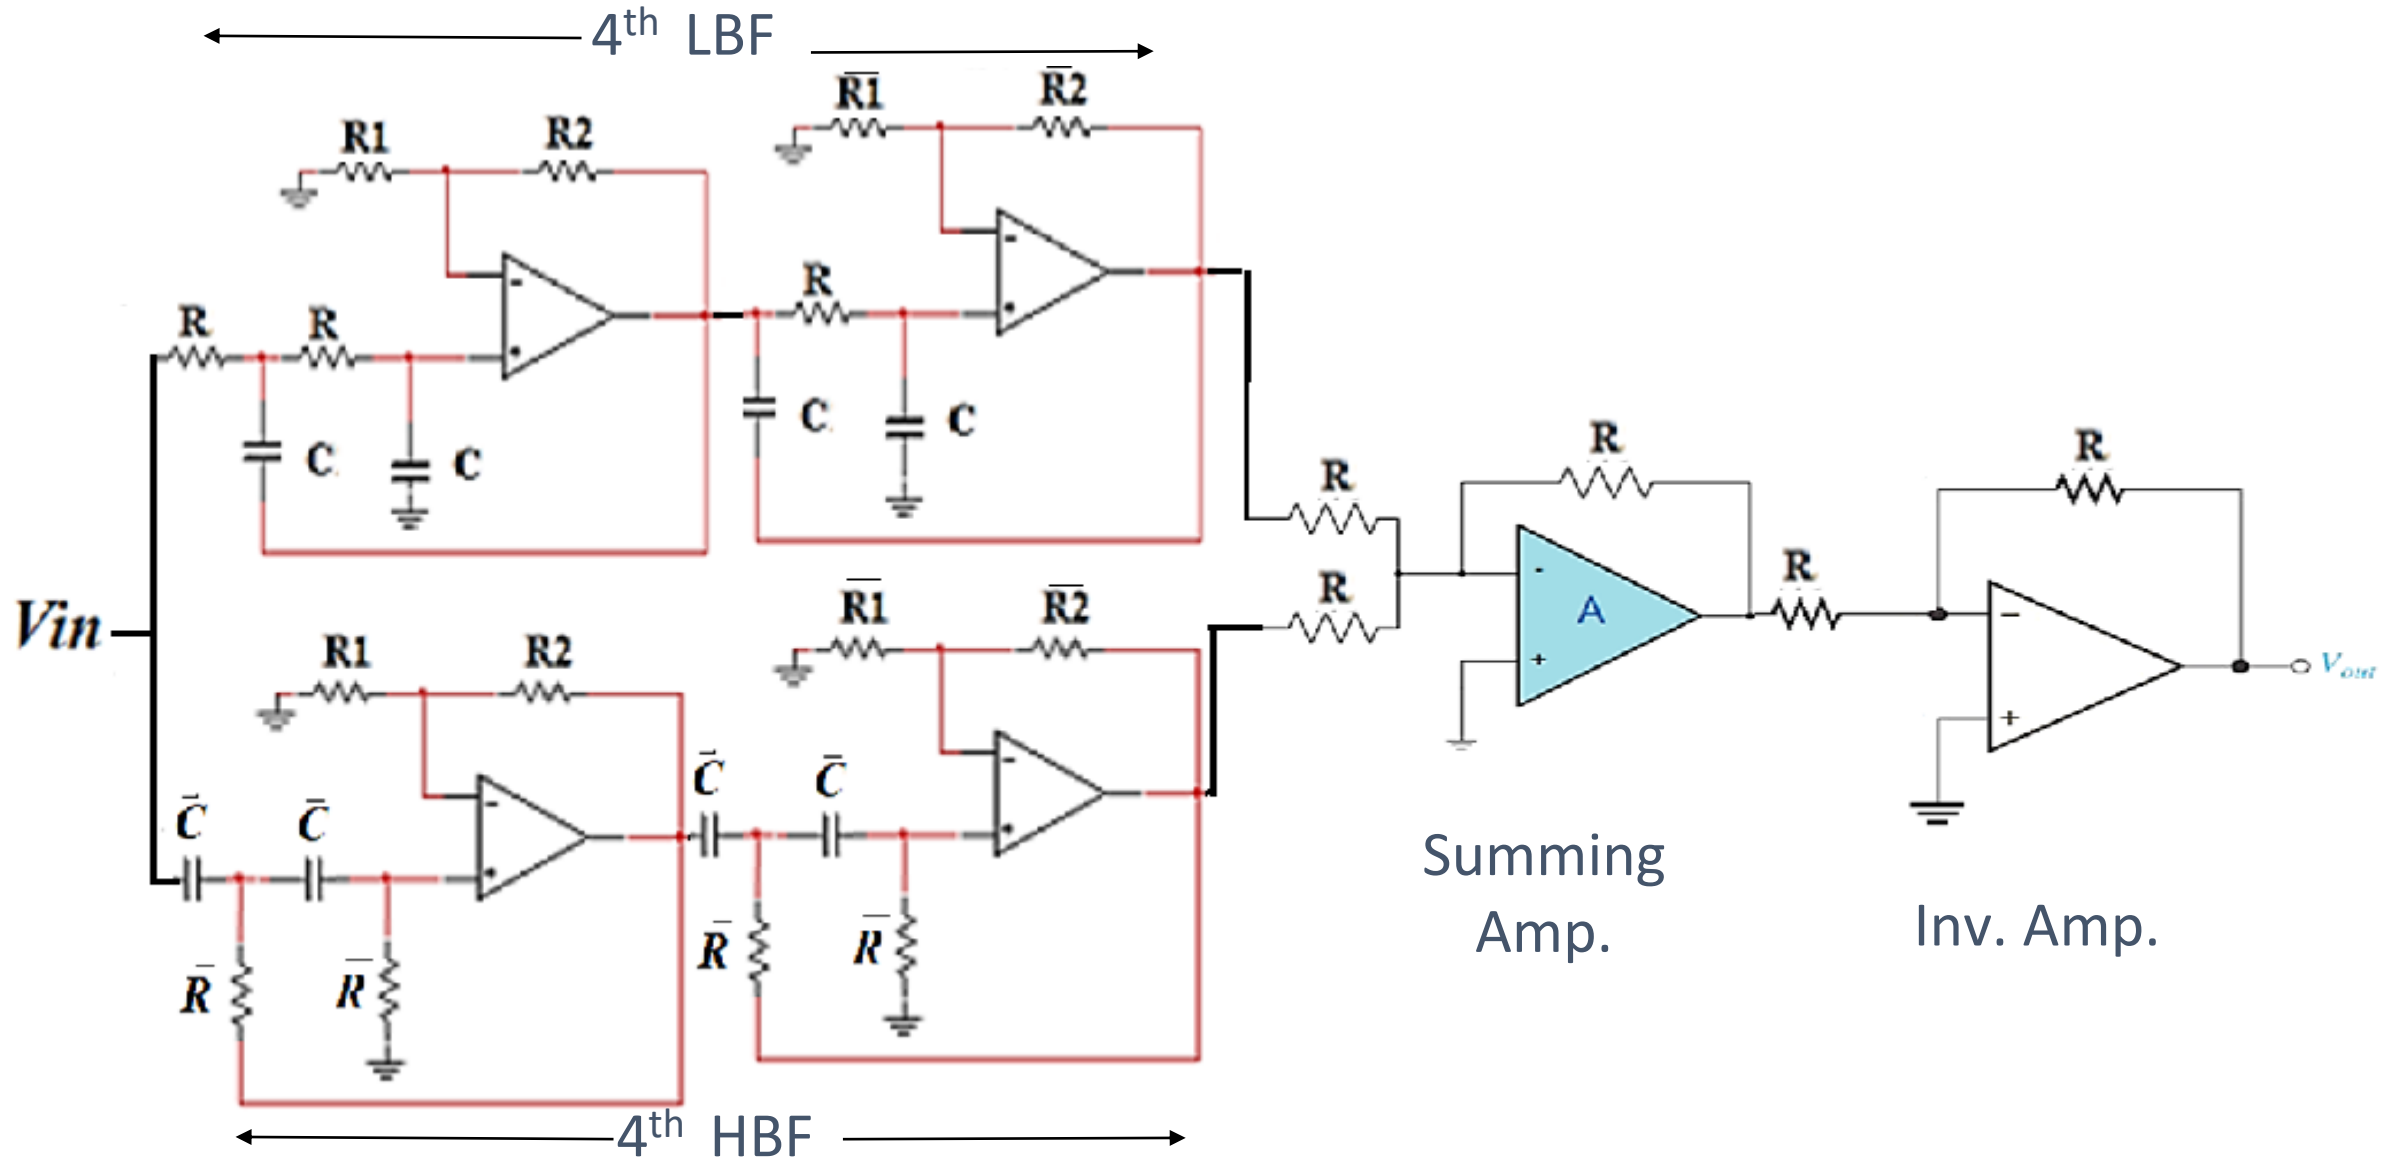 4th LBF
R1 R2
R̅1 R̅2
R R
R
C C
C C
R
R
R
R
R
Vin
R1 R2
R̅1 R̅2
C̅ C̅
C̅ C̅
R̅ R̅
R̅ R̅
- +
- +
- +
- +
A
- +
− +
Vout
Summing
Amp.
Inv. Amp.
4th HBF